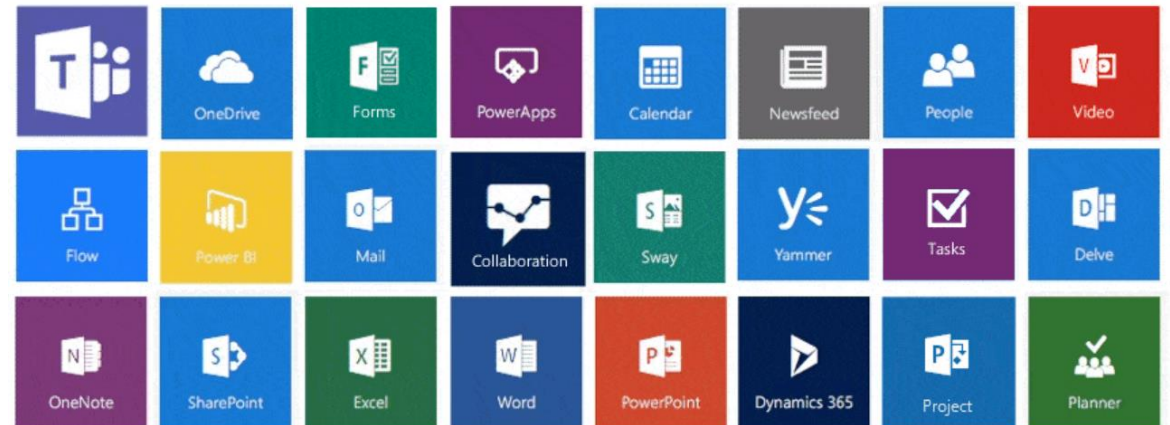 T
OneDrive
F
Forms
PowerApps
Calendar
Newsfeed
People
V
Video
Flow
Power BI
O
Mail
Collaboration
S
Sway
Yammer
Tasks
D
Delve
N
OneNote
S
SharePoint
X
Excel
W
Word
P
PowerPoint
Dynamics 365
P
Project
Planner